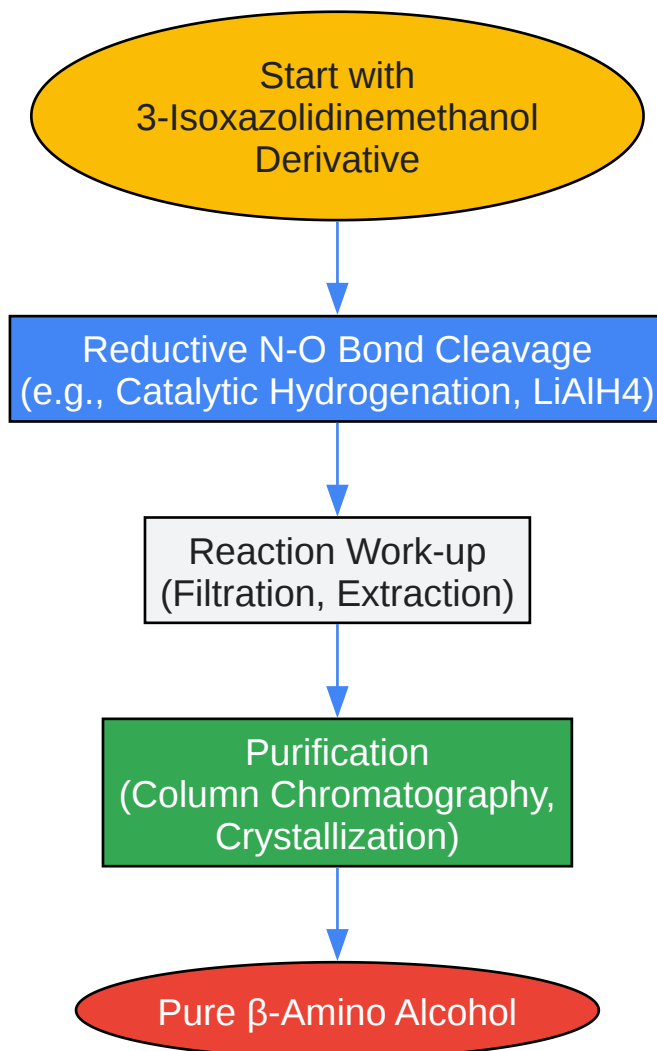 Start with
3-Isoxazolidinemethanol
Derivative
Reductive N-O Bond Cleavage
(e.g., Catalytic Hydrogenation, LiAlH4)
Reaction Work-up
(Filtration, Extraction)
Purification
(Column Chromatography,
Crystallization)
Pure β-Amino Alcohol